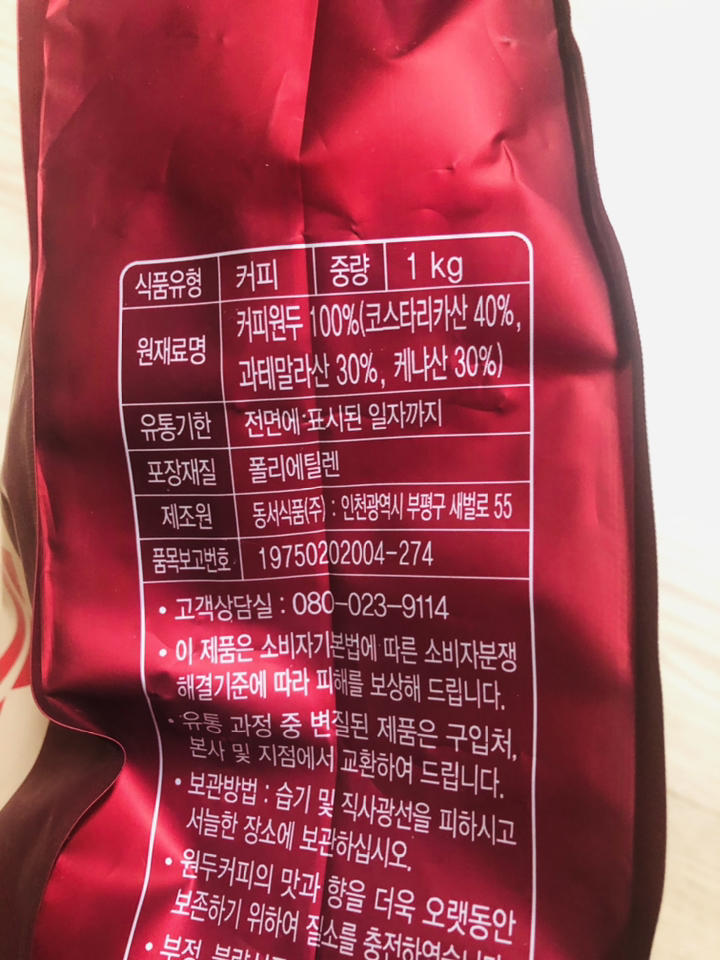 식품유형 커피 중량 1 kg
원재료명 커피원두 100%(코스타리카산 40%,
과테말라산 30%, 케냐산 30%)
유통기한 전면에 표시된 일자까지
포장재질 폴리에틸렌
제조원 동서식품(주) : 인천광역시 부평구 새벌로 55
품목보고번호 19750202004-274
• 고객상담실 : 080-023-9114
• 이 제품은 소비자기본법에 따른 소비자분쟁
해결기준에 따라 피해를 보상해 드립니다.
• 유통 과정 중 변질된 제품은 구입처,
본사 및 지점에서 교환하여 드립니다.
• 보관방법 : 습기 및 직사광선을 피하시고
서늘한 장소에 보관하십시오.
• 원두커피의 맛과 향을 더욱 오랫동안
보존하기 위하여 질소를 충전하였습니다
• 부정